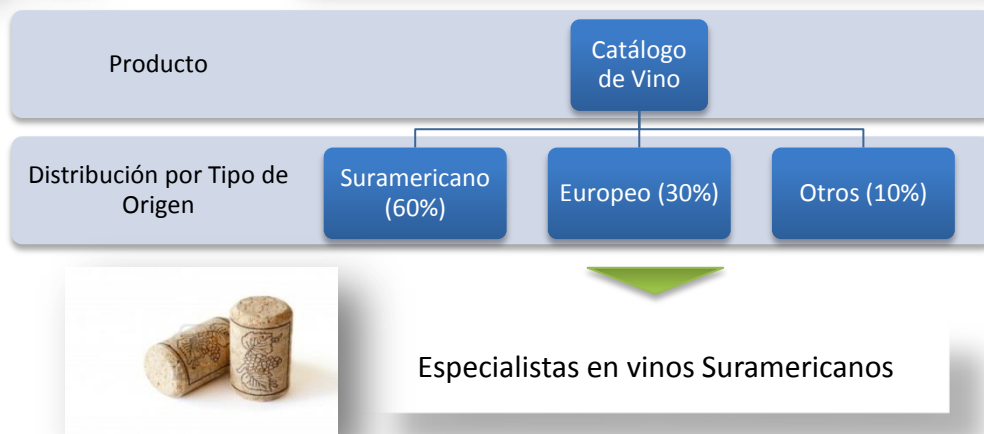 Producto
Catálogo
de Vino
Distribución por Tipo de
Origen
Suramericano
(60%)
Europeo (30%)
Otros (10%)
Especialistas en vinos Suramericanos